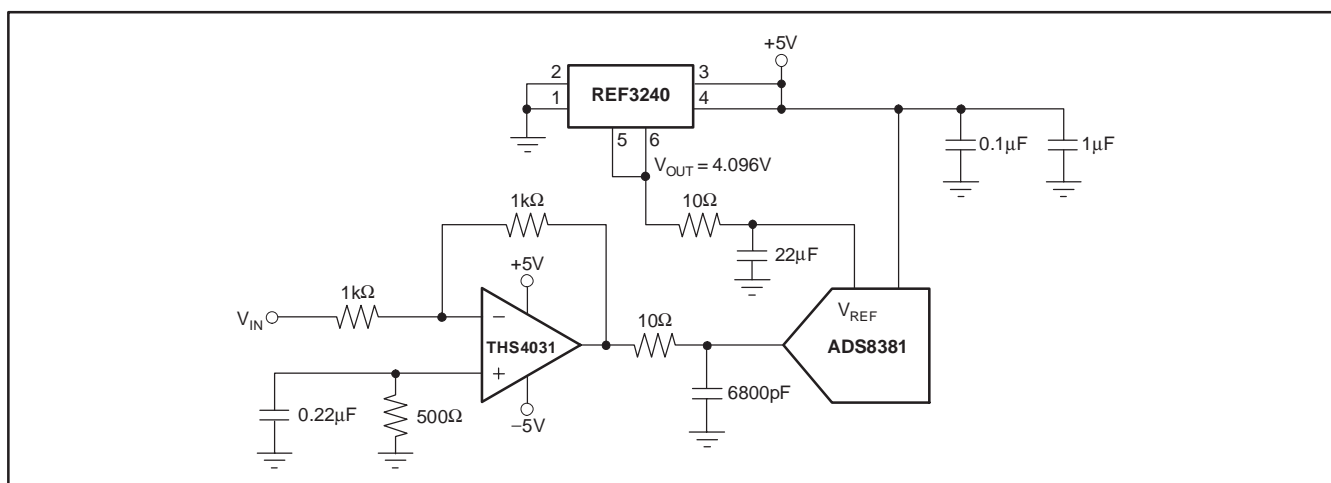 +5V
2
REF3240
3
1
4
5
6
V_OUT = 4.096V
0.1μF
1μF
10Ω
22μF
1kΩ
+5V
1kΩ
V_IN
−
THS4031
+
−5V
0.22μF
500Ω
10Ω
6800pF
V_REF
ADS8381